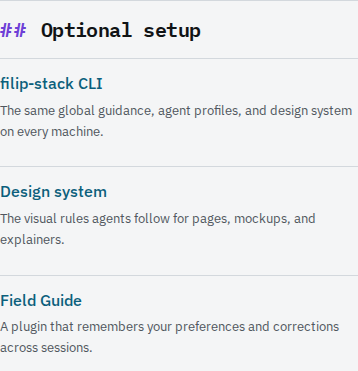 ## Optional setup
filip-stack CLI
The same global guidance, agent profiles, and design system
on every machine.
Design system
The visual rules agents follow for pages, mockups, and
explainers.
Field Guide
A plugin that remembers your preferences and corrections
across sessions.